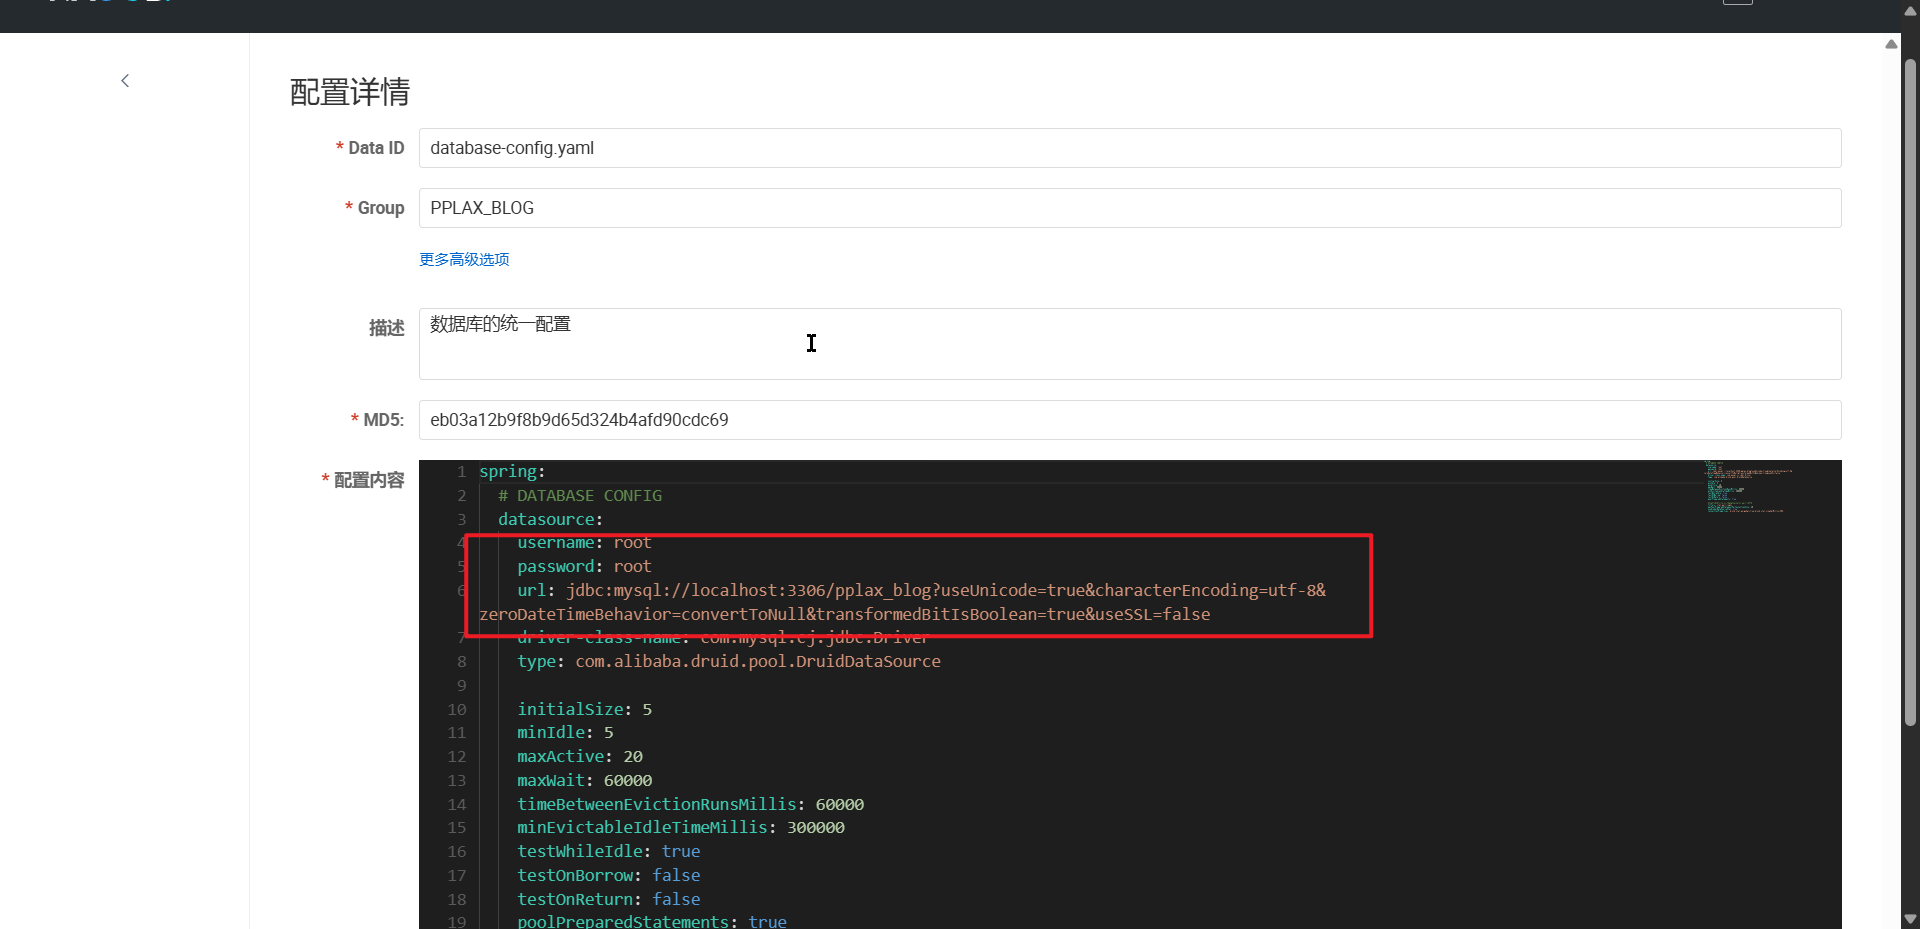 配置详情
* Data ID database-config.yaml
* Group PPLAX_BLOG
更多高级选项
描述 数据库的统一配置
* MD5: eb03a12b9f8b9d65d324b4afd90cdc69
* 配置内容
1 spring:
2 # DATABASE CONFIG
3 datasource:
4 username: root
5 password: root
6 url: jdbc:mysql://localhost:3306/pplax_blog?useUnicode=true&characterEncoding=utf-8&
zeroDateTimeBehavior=convertToNull&transformedBitIsBoolean=true&useSSL=false
7 driver-class-name: com.mysql.cj.jdbc.Driver
8 type: com.alibaba.druid.pool.DruidDataSource
9
10 initialSize: 5
11 minIdle: 5
12 maxActive: 20
13 maxWait: 60000
14 timeBetweenEvictionRunsMillis: 60000
15 minEvictableIdleTimeMillis: 300000
16 testWhileIdle: true
17 testOnBorrow: false
18 testOnReturn: false
19 poolPreparedStatements: true